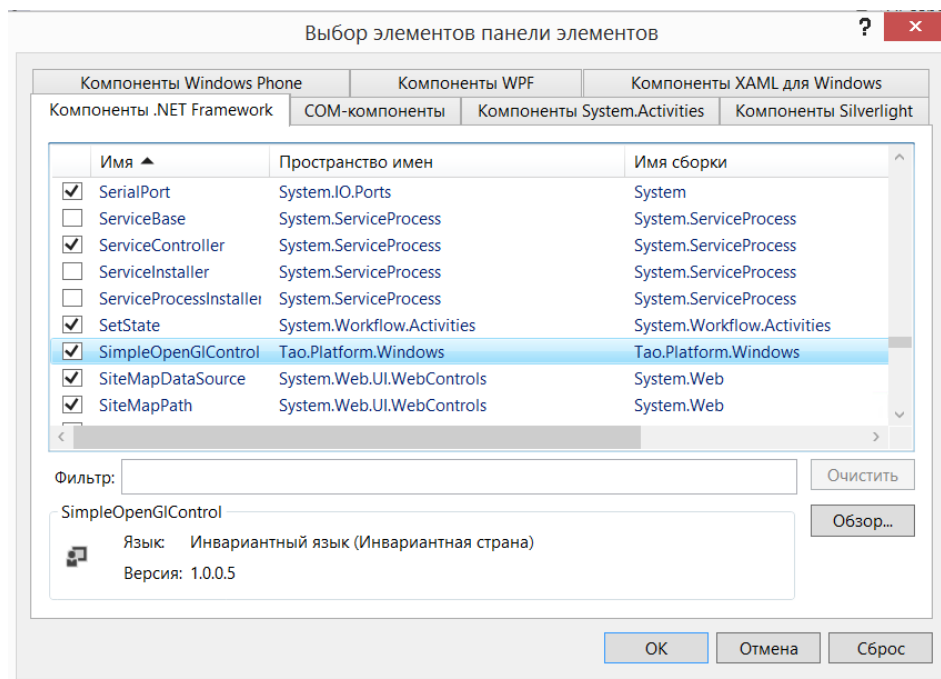 Выбор элементов панели элементов
?
×
Компоненты Windows Phone Компоненты WPF Компоненты XAML для Windows
Компоненты .NET Framework COM-компоненты Компоненты System.Activities Компоненты Silverlight
Имя Пространство имен Имя сборки
SerialPort System.IO.Ports System
ServiceBase System.ServiceProcess System.ServiceProcess
ServiceController System.ServiceProcess System.ServiceProcess
ServiceInstaller System.ServiceProcess System.ServiceProcess
ServiceProcessInstaller System.ServiceProcess System.ServiceProcess
SetState System.Workflow.Activities System.Workflow.Activities
SimpleOpenGlControl Tao.Platform.Windows Tao.Platform.Windows
SiteMapDataSource System.Web.UI.WebControls System.Web
SiteMapPath System.Web.UI.WebControls System.Web
Фильтр: Очистить
SimpleOpenGlControl
Обзор...
Язык: Инвариантный язык (Инвариантная страна)
Версия: 1.0.0.5
ОК Отмена Сброс